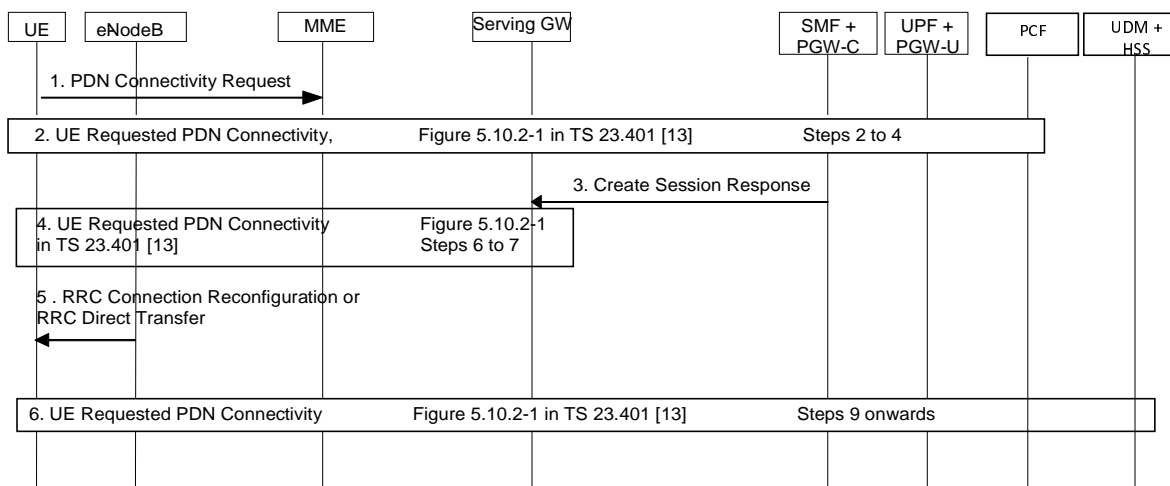 UE
eNodeB
MME
Serving GW
SMF +
PGW-C
UPF +
PGW-U
PCF
UDM +
HSS
1. PDN Connectivity Request
2. UE Requested PDN Connectivity, Figure 5.10.2-1 in TS 23.401 [13] Steps 2 to 4
3. Create Session Response
4. UE Requested PDN Connectivity Figure 5.10.2-1
in TS 23.401 [13] Steps 6 to 7
5 . RRC Connection Reconfiguration or
RRC Direct Transfer
6. UE Requested PDN Connectivity Figure 5.10.2-1 in TS 23.401 [13] Steps 9 onwards